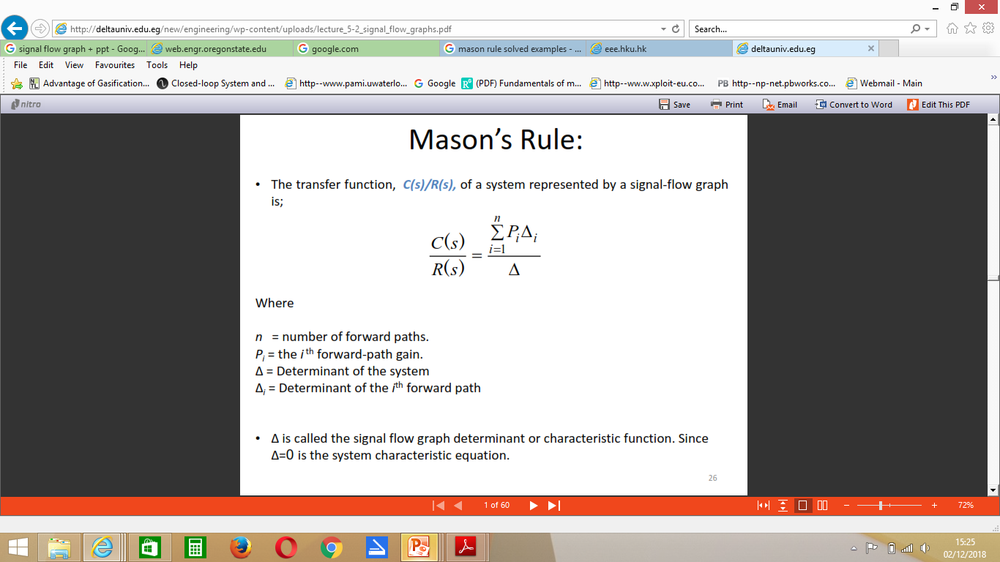 http://deltauniv.edu.eg/new/engineering/wp-content/uploads/lecture_5-2_signal_flow_graphs.pdf
Search...
signal flow graph + ppt - Goog...
web.engr.oregonstate.edu
google.com
mason rule solved examples - ...
eee.hku.hk
deltauniv.edu.eg
File Edit View Favourites Tools Help
Advantage of Gasification...
Closed-loop System and ...
http--www.pami.uwaterlo...
Google
(PDF) Fundamentals of m...
http--ww.w.xploit-eu.co...
PB http--np-net.pbworks.co...
Webmail - Main
nitro
Save
Print
Email
Convert to Word
Edit This PDF
Mason’s Rule:
• The transfer function, C(s)/R(s), of a system represented by a signal-flow graph
is;
C(s)/R(s) = ∑_{i=1}^{n} P_i Δ_i / Δ
Where
n = number of forward paths.
P_i = the i th forward-path gain.
Δ = Determinant of the system
Δ_i = Determinant of the ith forward path
• Δ is called the signal flow graph determinant or characteristic function. Since
Δ=0 is the system characteristic equation.
26
1 of 60
72%
15:25
02/12/2018